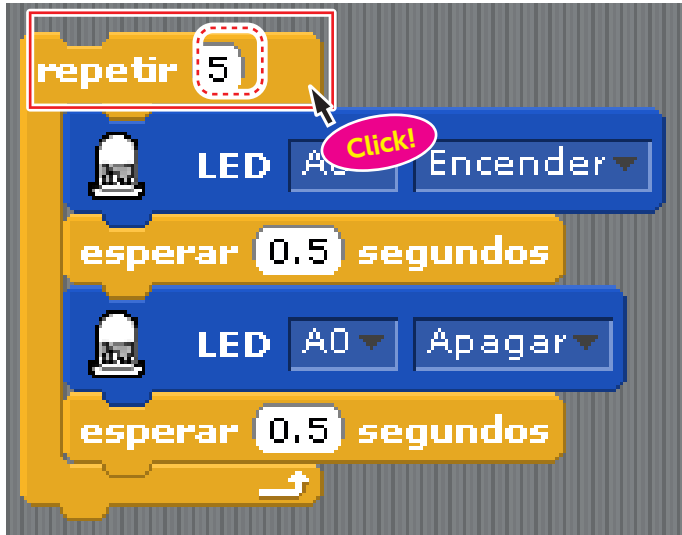 repetir 5
Click!
LED Encender
esperar 0.5 segundos
LED A0 Apagar
esperar 0.5 segundos